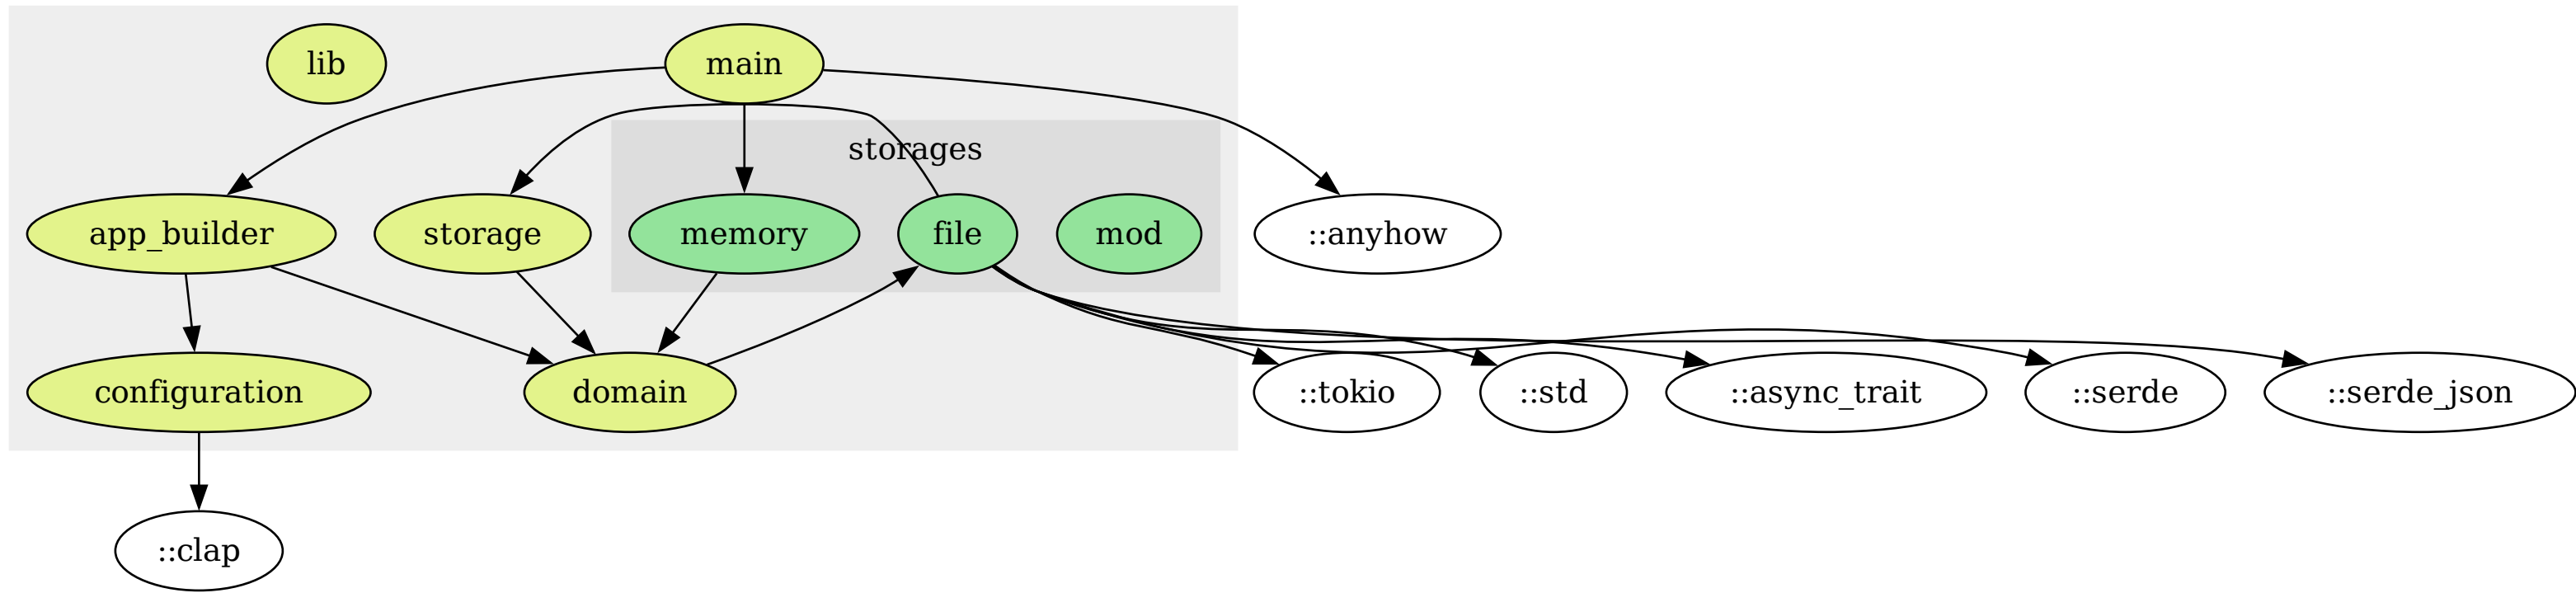 lib
main
storages
app_builder
storage
memory
file
mod
::anyhow
configuration
domain
::tokio
::std
::async_trait
::serde
::serde_json
::clap